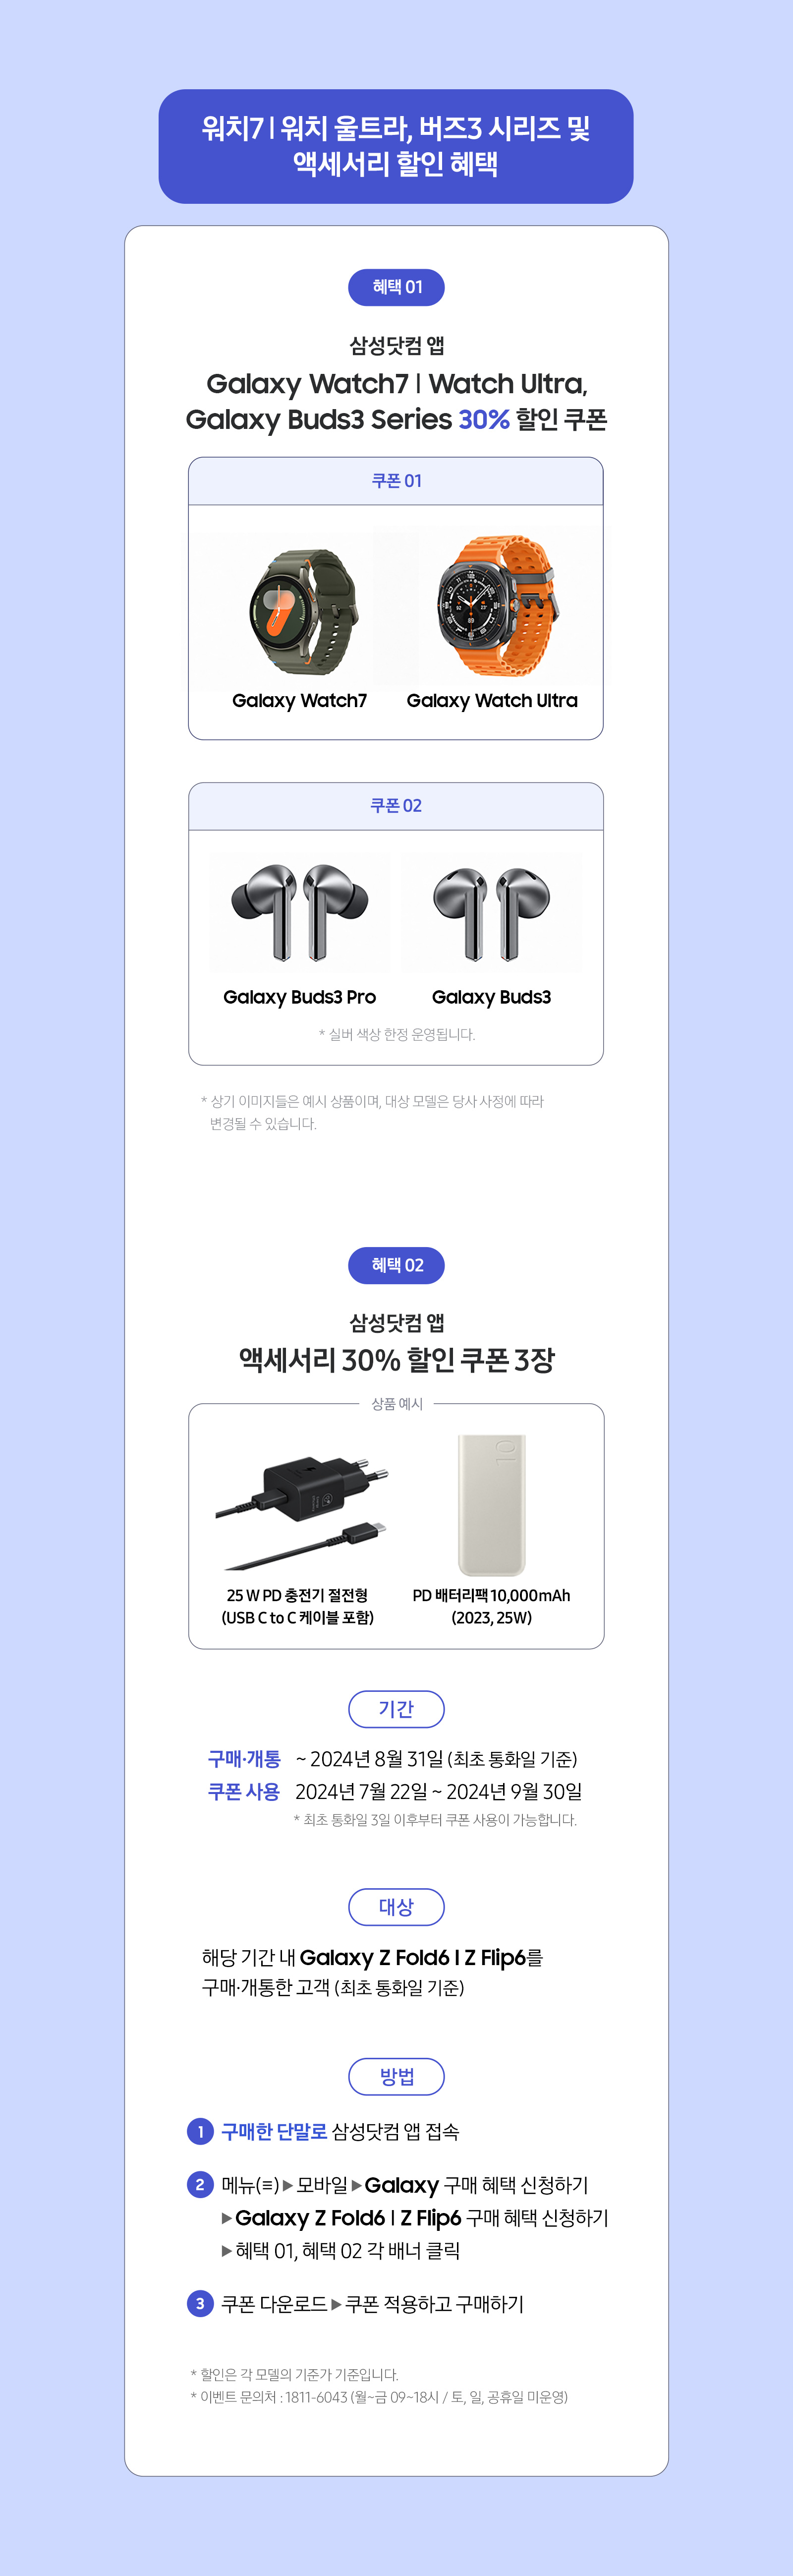 워치7 | 워치 울트라, 버즈3 시리즈 및
액세서리 할인 혜택
혜택 01
삼성닷컴 앱
Galaxy Watch7 | Watch Ultra,
Galaxy Buds3 Series 30% 할인 쿠폰
쿠폰 01
Galaxy Watch7
Galaxy Watch Ultra
쿠폰 02
Galaxy Buds3 Pro
Galaxy Buds3
* 실버 색상 한정 운영됩니다.
* 상기 이미지들은 예시 상품이며, 대상 모델은 당사 사정에 따라
변경될 수 있습니다.
혜택 02
삼성닷컴 앱
액세서리 30% 할인 쿠폰 3장
상품 예시
10
25 W PD 충전기 절전형
(USB C to C 케이블 포함)
PD 배터리팩 10,000mAh
(2023, 25W)
기간
구매·개통 ~ 2024년 8월 31일 (최초 통화일 기준)
쿠폰 사용 2024년 7월 22일 ~ 2024년 9월 30일
* 최초 통화일 3일 이후부터 쿠폰 사용이 가능합니다.
대상
해당 기간 내 Galaxy Z Fold6 | Z Flip6를
구매·개통한 고객 (최초 통화일 기준)
방법
1 구매한 단말로 삼성닷컴 앱 접속
2 메뉴(≡) ▶ 모바일 ▶ Galaxy 구매 혜택 신청하기
▶ Galaxy Z Fold6 | Z Flip6 구매 혜택 신청하기
▶ 혜택 01, 혜택 02 각 배너 클릭
3 쿠폰 다운로드 ▶ 쿠폰 적용하고 구매하기
* 할인은 각 모델의 기준가 기준입니다.
* 이벤트 문의처 : 1811-6043 (월~금 09~18시 / 토, 일, 공휴일 미운영)